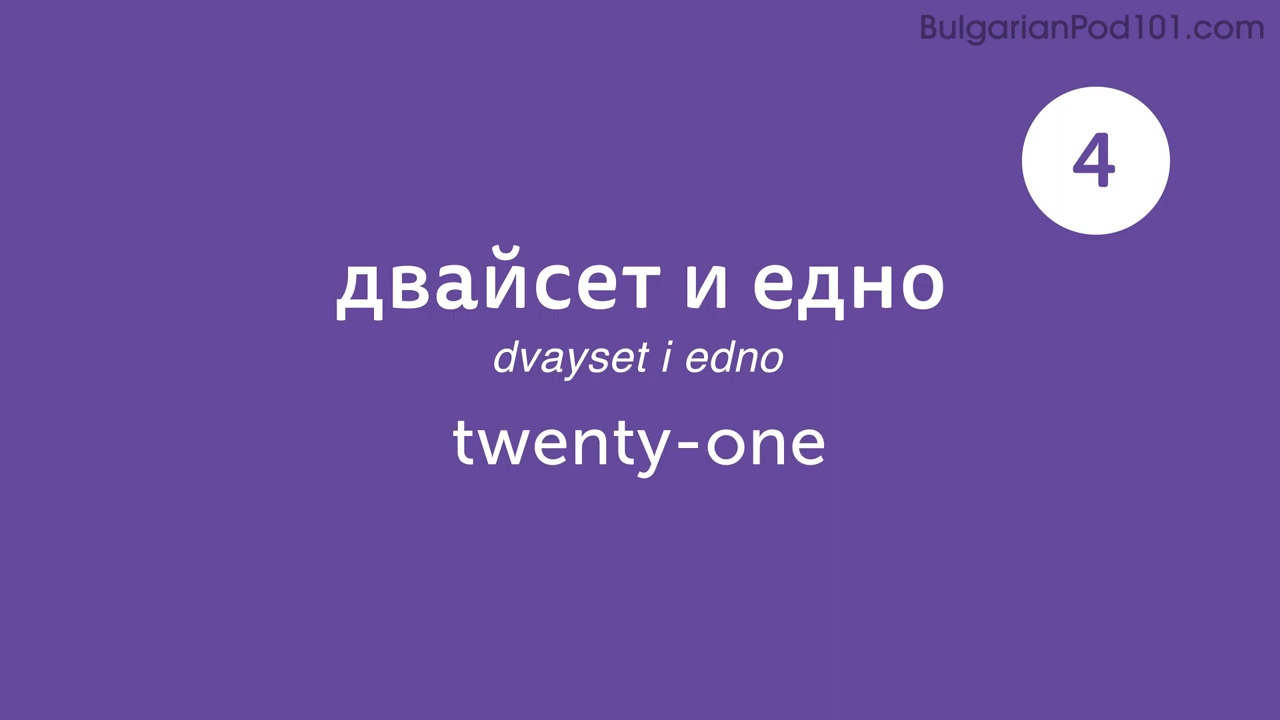 BulgarianPod101.com
4
двайсет и едно
dvayset i edno
twenty-one